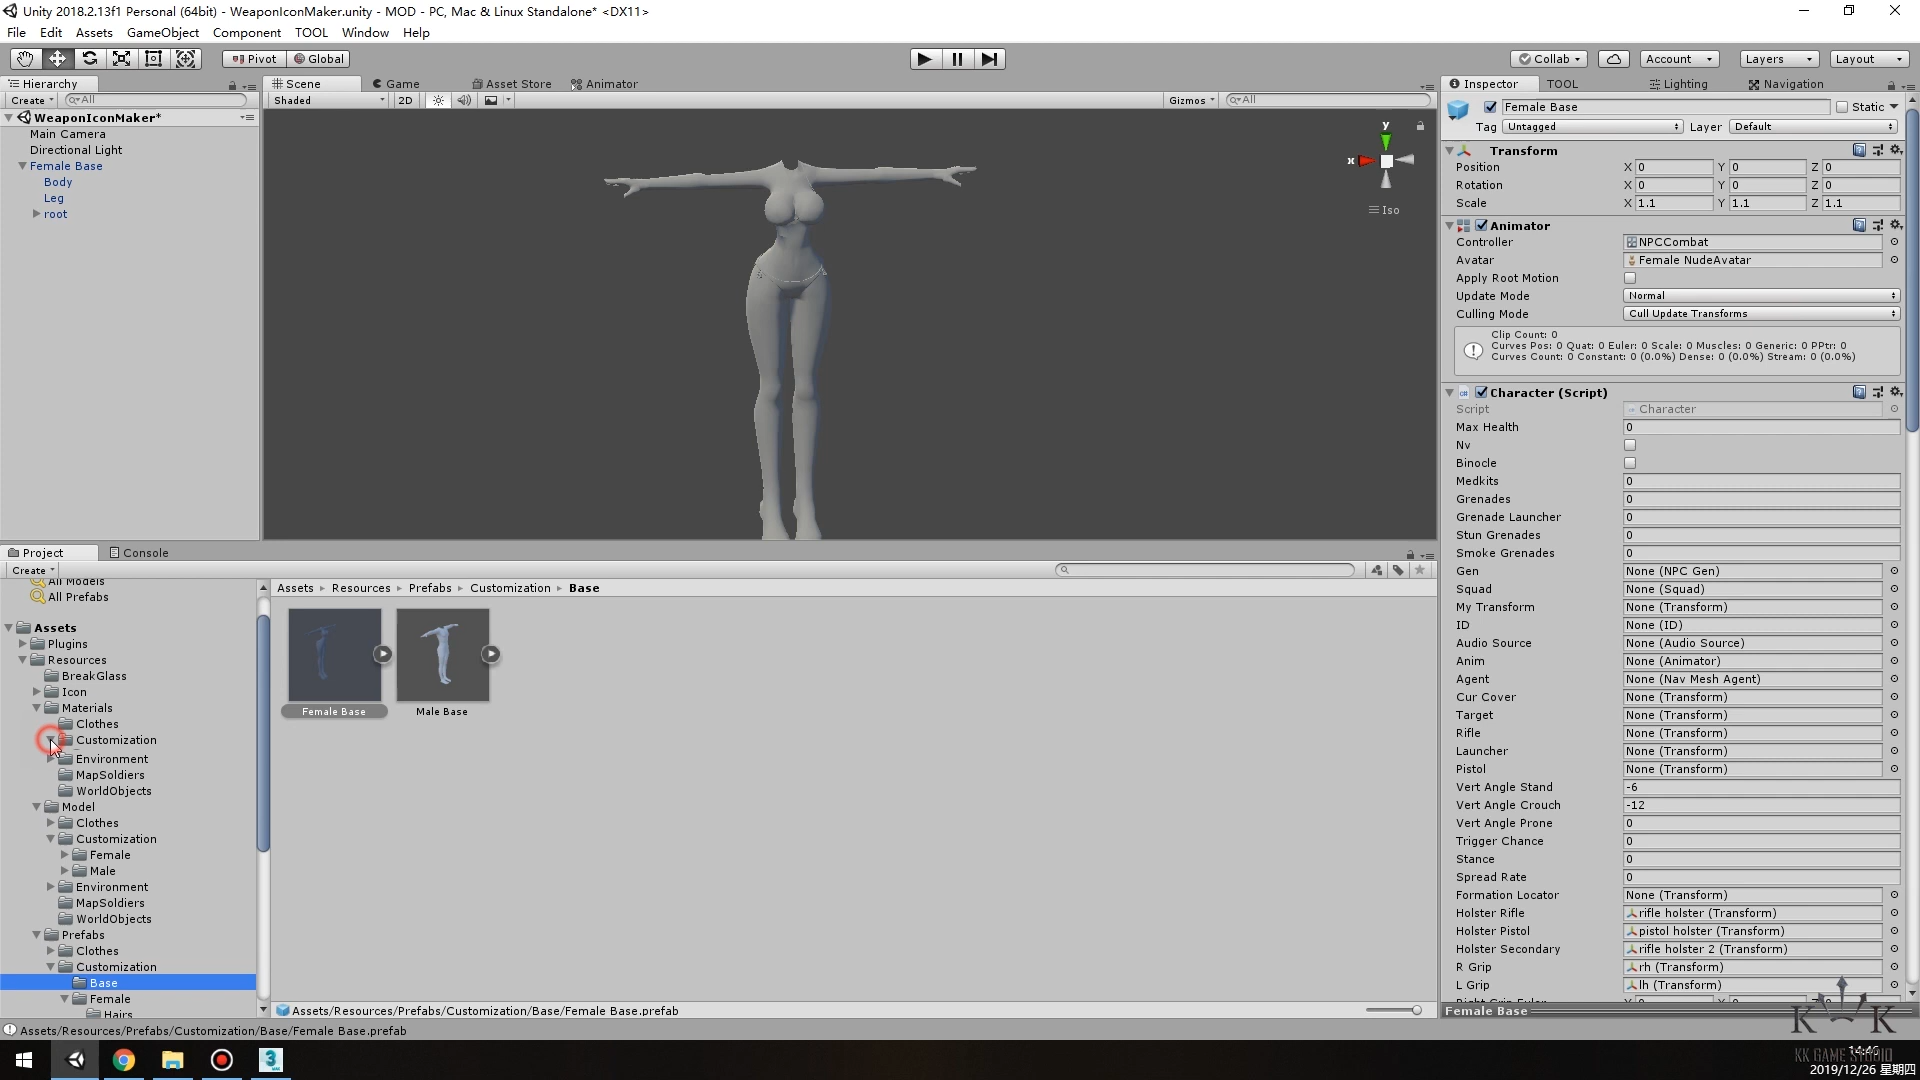 Unity 2018.2.13f1 Personal (64bit) - WeaponIconMaker.unity - MOD - PC, Mac & Linux Standalone* <DX11>
File Edit Assets GameObject Component TOOL Window Help
Pivot Global Collab Account Layers Layout
Hierarchy
Create All
WeaponIconMaker*
Main Camera
Directional Light
Female Base
Body
Leg
root
Scene Game Asset Store Animator
Shaded 2D Gizmos All
y
x
Iso
Project Console
Create
All Models
All Prefabs
Assets
Plugins
Resources
BreakGlass
Icon
Materials
Clothes
Customization
Environment
MapSoldiers
WorldObjects
Model
Clothes
Customization
Female
Male
Environment
MapSoldiers
WorldObjects
Prefabs
Clothes
Customization
Base
Female
Hairs
Assets Resources Prefabs Customization Base
Female Base Male Base
Assets/Resources/Prefabs/Customization/Base/Female Base.prefab
Inspector TOOL Lighting Navigation
Female Base Static
Tag Untagged Layer Default
Transform
Position X 0 Y 0 Z 0
Rotation X 0 Y 0 Z 0
Scale X 1.1 Y 1.1 Z 1.1
Animator
Controller NPCCombat
Avatar Female NudeAvatar
Apply Root Motion
Update Mode Normal
Culling Mode Cull Update Transforms
Clip Count: 0
Curves Pos: 0 Quat: 0 Euler: 0 Scale: 0 Muscles: 0 Generic: 0 PPtr: 0
Curves Count: 0 Constant: 0 (0.0%) Dense: 0 (0.0%) Stream: 0 (0.0%)
Character (Script)
Script Character
Max Health 0
Nv
Binocle
Medkits 0
Grenades 0
Grenade Launcher 0
Stun Grenades 0
Smoke Grenades 0
Gen None (NPC Gen)
Squad None (Squad)
My Transform None (Transform)
ID None (ID)
Audio Source None (Audio Source)
Anim None (Animator)
Agent None (Nav Mesh Agent)
Cur Cover None (Transform)
Target None (Transform)
Rifle None (Transform)
Launcher None (Transform)
Pistol None (Transform)
Vert Angle Stand -6
Vert Angle Crouch -12
Vert Angle Prone 0
Trigger Chance 0
Stance 0
Spread Rate 0
Formation Locator None (Transform)
Holster Rifle rifle holster (Transform)
Holster Pistol pistol holster (Transform)
Holster Secondary rifle holster 2 (Transform)
R Grip rh (Transform)
L Grip lh (Transform)
Female Base
Assets/Resources/Prefabs/Customization/Base/Female Base.prefab
K K
KK GAME STUDIO
2019/12/26 星期四